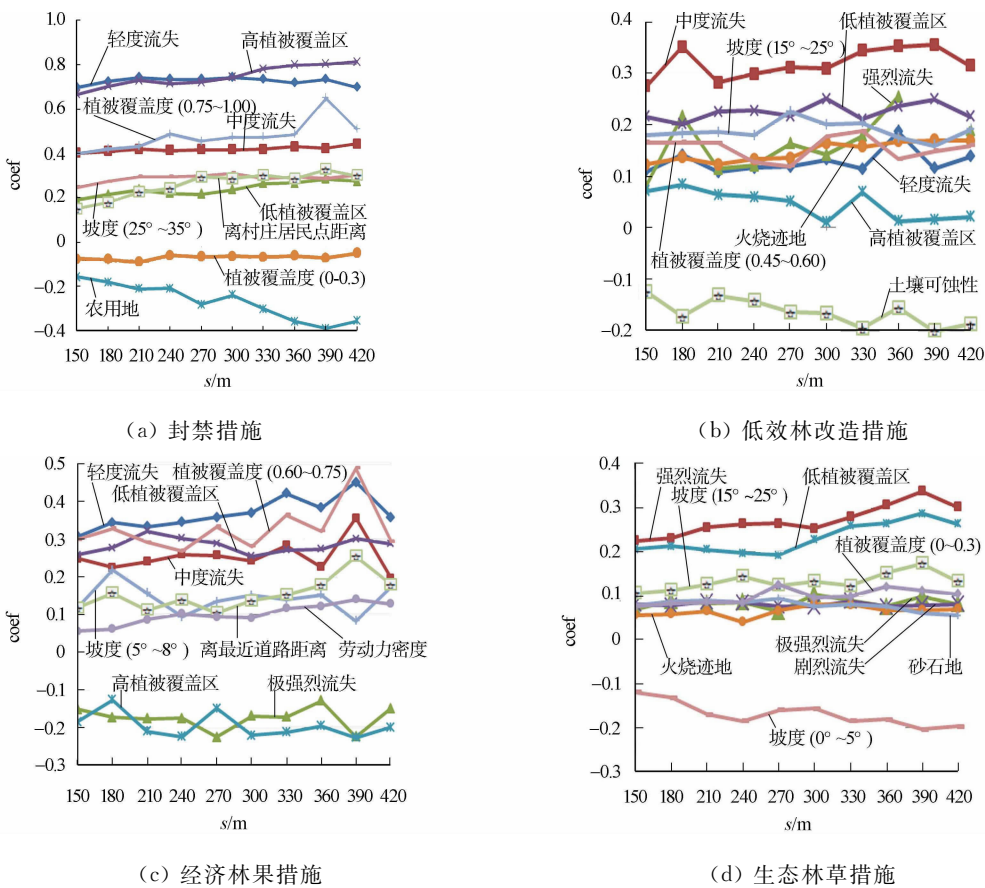 1.0
0.8
0.6
0.4
0.2
0
−0.2
−0.4
coef
轻度流失
高植被覆盖区
植被覆盖度 (0.75~1.00)
中度流失
坡度 (25° ~35° )
低植被覆盖区
离村庄居民点距离
植被覆盖度 (0-0.3)
农用地
150 180 210 240 270 300 330 360 390 420
s/m
(a) 封禁措施
0.4
0.3
0.2
0.1
0
−0.1
−0.2
coef
中度流失
低植被覆盖区
坡度 (15° ~25° )
强烈流失
轻度流失
火烧迹地
高植被覆盖区
植被覆盖度 (0.45~0.60)
土壤可蚀性
150 180 210 240 270 300 330 360 390 420
s/m
(b) 低效林改造措施
0.5
0.4
0.3
0.2
0.1
0
−0.1
−0.2
−0.3
coef
轻度流失
植被覆盖度 (0.60~0.75)
低植被覆盖区
中度流失
坡度 (5° ~8° )
离最近道路距离
劳动力密度
高植被覆盖区
极强烈流失
150 180 210 240 270 300 330 360 390 420
s/m
(c) 经济林果措施
0.4
0.3
0.2
0.1
0
−0.1
−0.2
−0.3
coef
强烈流失
坡度 (15° ~25° )
低植被覆盖区
植被覆盖度 (0~0.3)
极强烈流失
火烧迹地
剧烈流失
砂石地
坡度 (0° ~5° )
150 180 210 240 270 300 330 360 390 420
s/m
(d) 生态林草措施